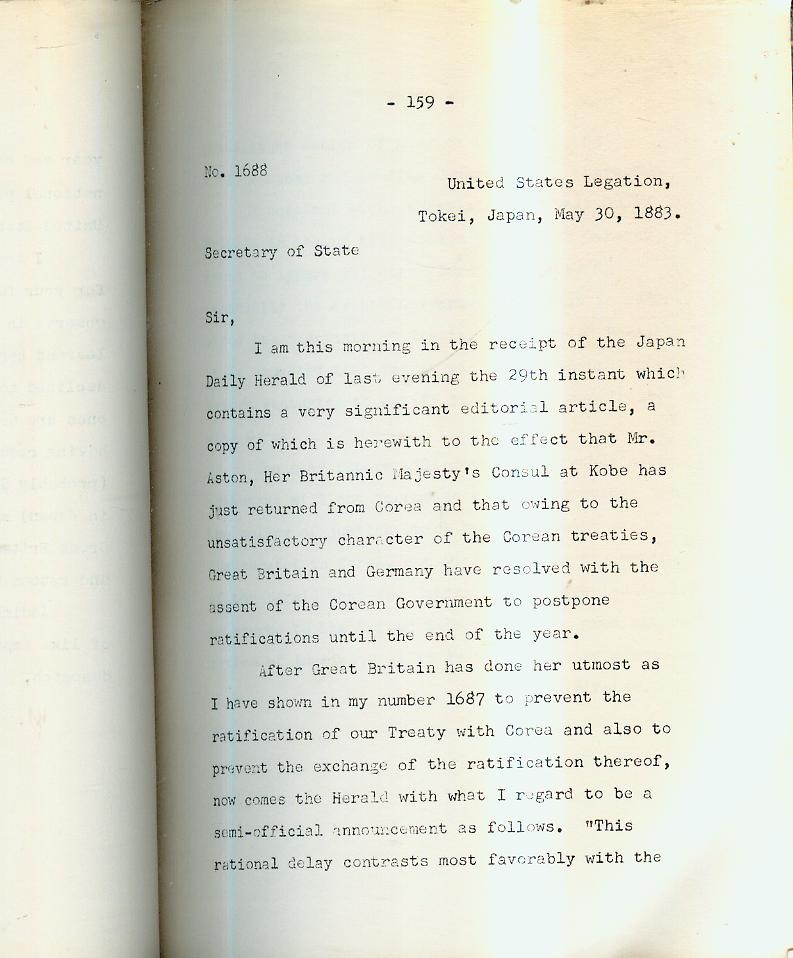 - 159 -
No. 1688
United States Legation,
Tokei, Japan, May 30, 1883.
Secretary of State
Sir,
I am this morning in the receipt of the Japan
Daily Herald of last evening the 29th instant which
contains a very significant editorial article, a
copy of which is herewith to the effect that Mr.
Aston, Her Britannic Majesty's Consul at Kobe has
just returned from Corea and that owing to the
unsatisfactory character of the Corean treaties,
Great Britain and Germany have resolved with the
assent of the Corean Government to postpone
ratifications until the end of the year.
After Great Britain has done her utmost as
I have shown in my number 1687 to prevent the
ratification of our Treaty with Corea and also to
prevent the exchange of the ratification thereof,
now comes the Herald with what I regard to be a
semi-official announcement as follows. "This
rational delay contrasts most favorably with the